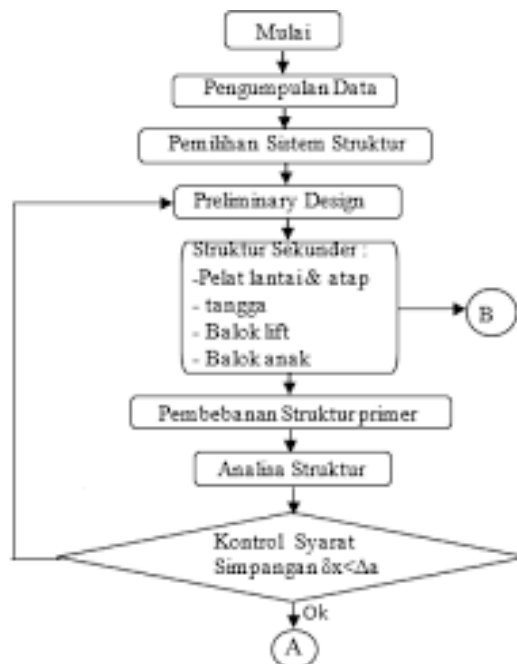 Mulai
Pengumpulan Data
Pemilihan Sistem Struktur
Preliminary Design
Struktur Sekunder :
-Pelat lantai & atap
- tangga
- Balok lift
- Balok anak
B
Pembebanan Struktur primer
Analisa Struktur
Kontrol Syarat
Simpangan δx<Δa
Ok
A